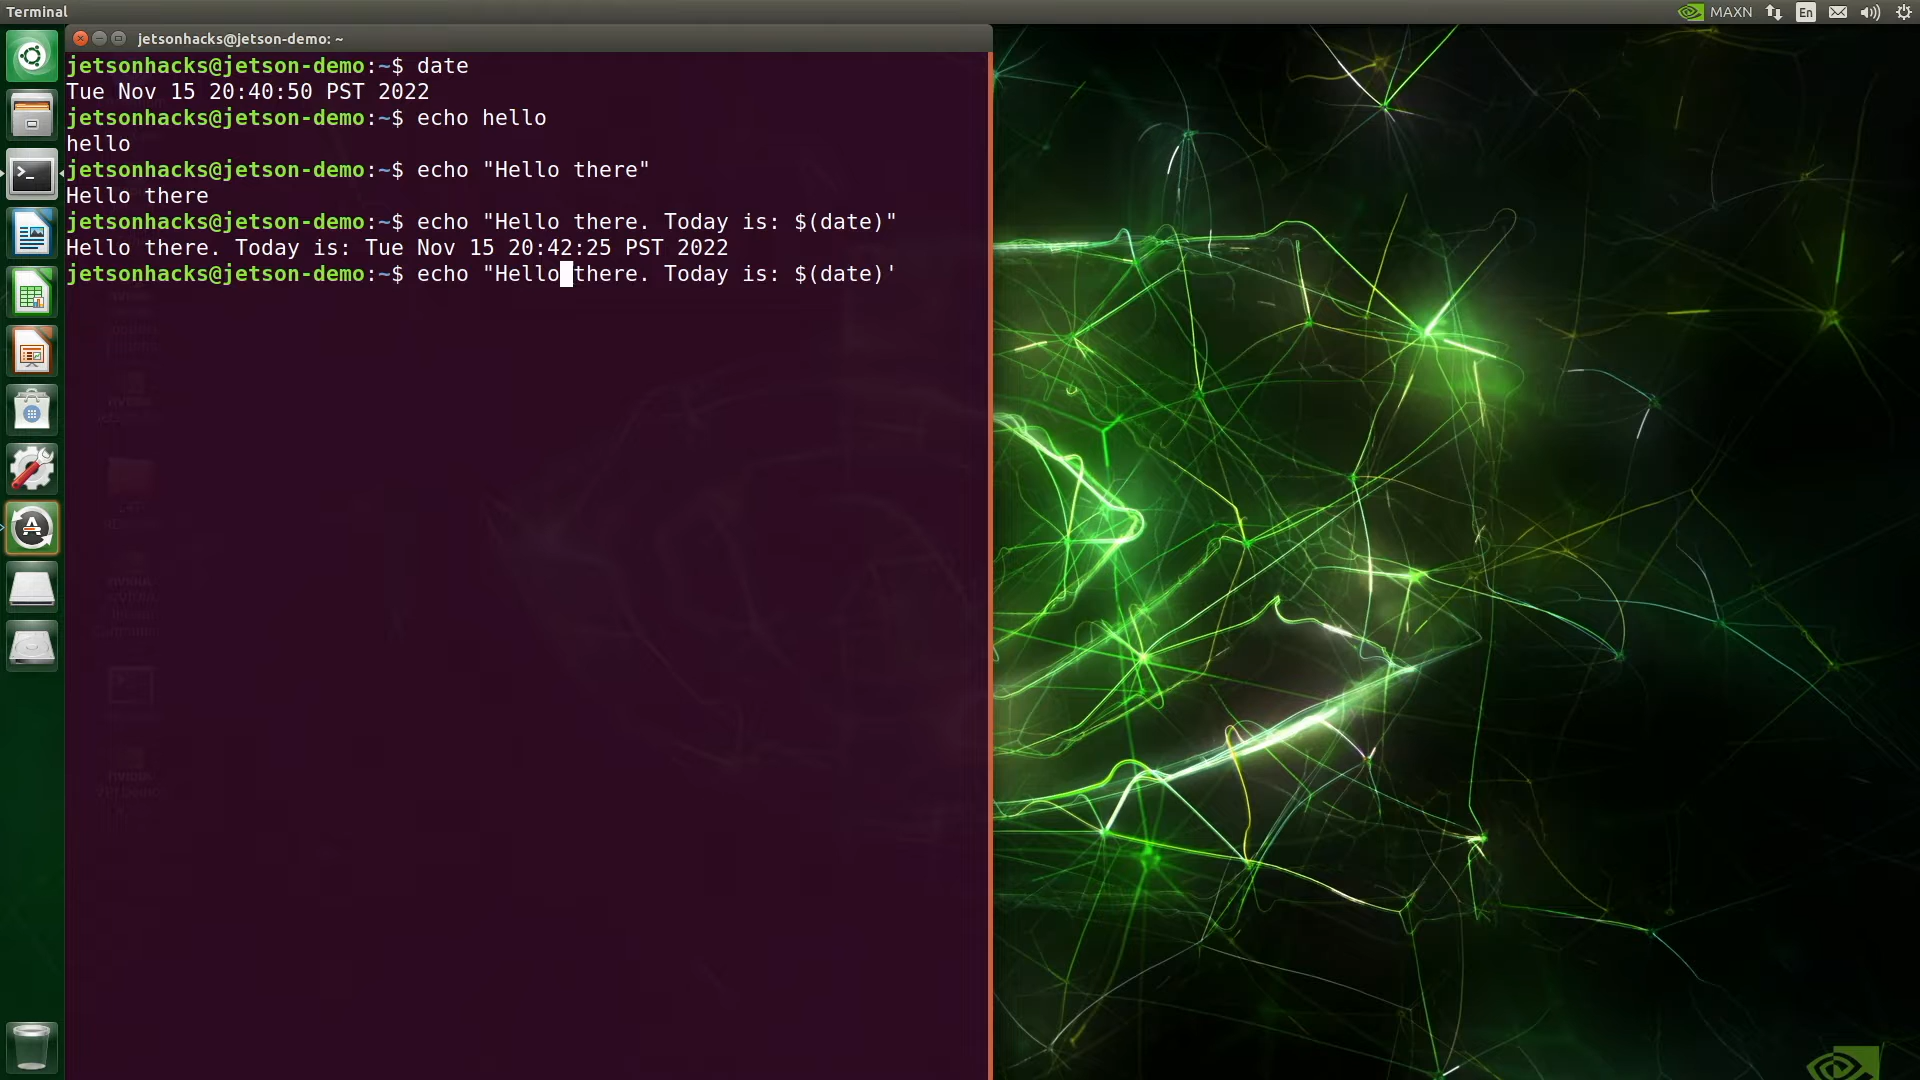 Terminal
MAXN
En
jetsonhacks@jetson-demo: ~
jetsonhacks@jetson-demo:~$ date
Tue Nov 15 20:40:50 PST 2022
jetsonhacks@jetson-demo:~$ echo hello
hello
jetsonhacks@jetson-demo:~$ echo "Hello there"
Hello there
jetsonhacks@jetson-demo:~$ echo "Hello there. Today is: $(date)"
Hello there. Today is: Tue Nov 15 20:42:25 PST 2022
jetsonhacks@jetson-demo:~$ echo "Hello there. Today is: $(date)'